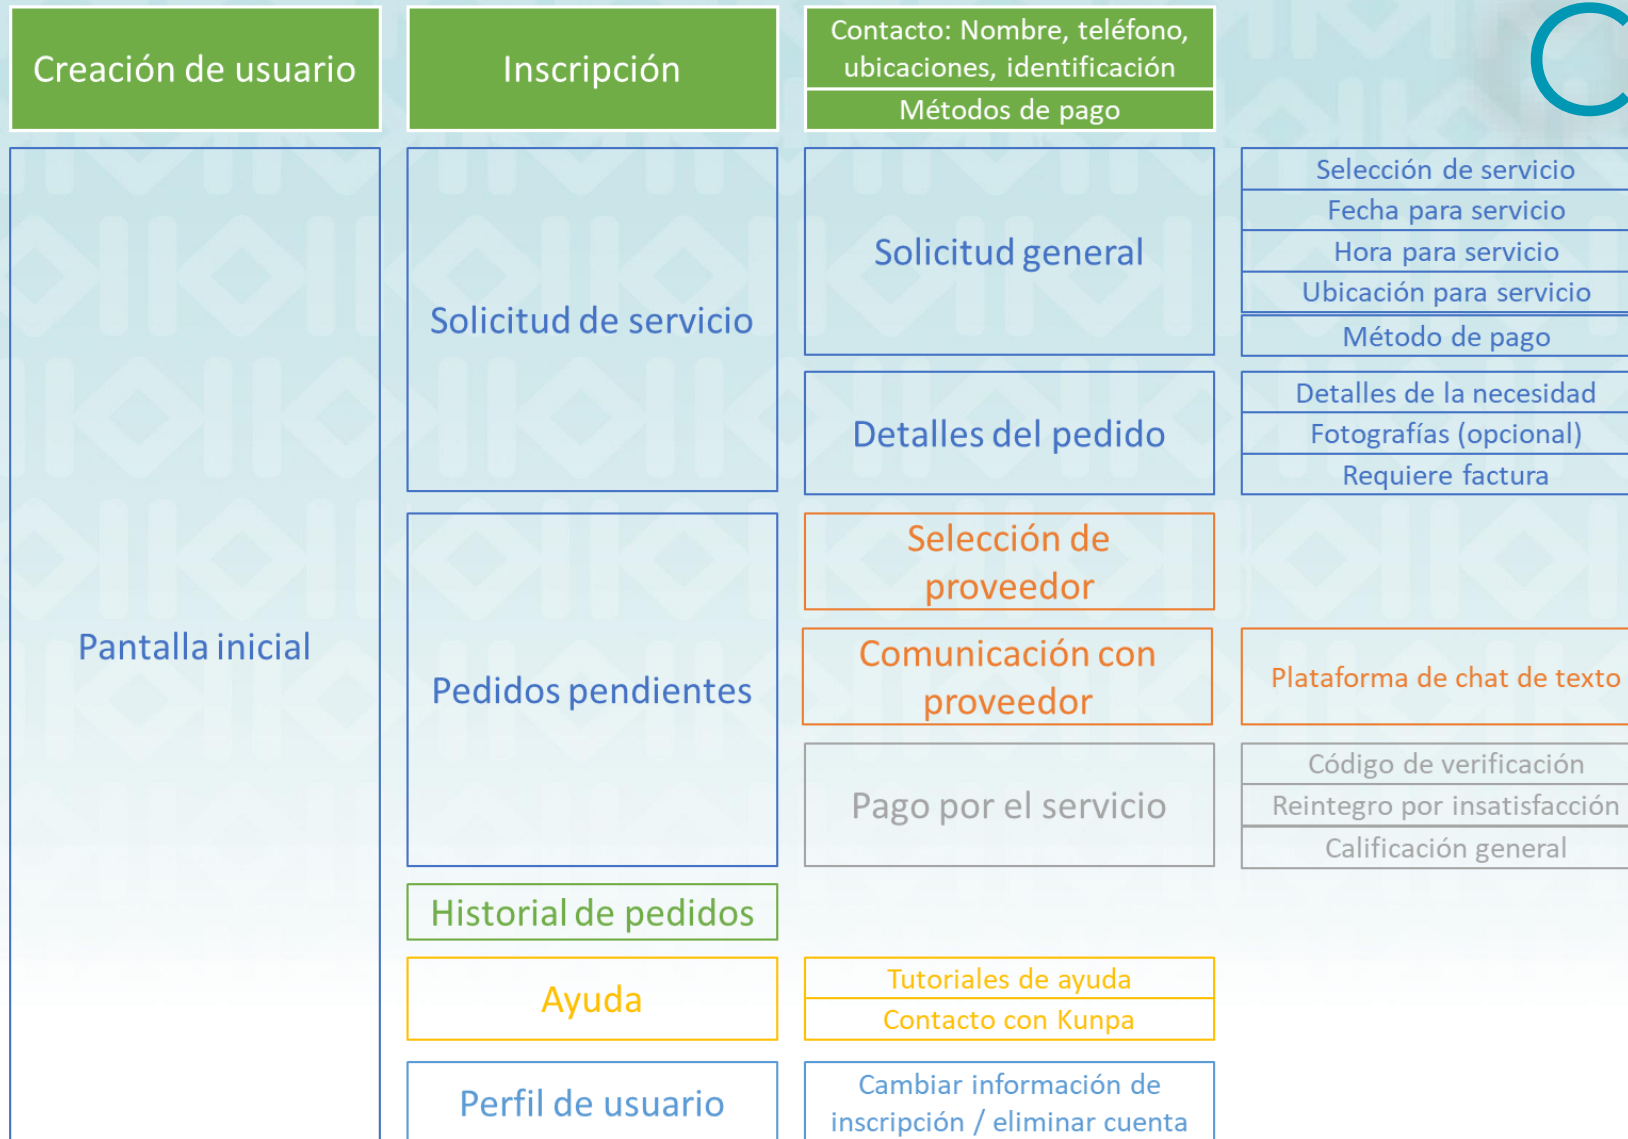 Creación de usuario
Inscripción
Contacto: Nombre, teléfono,
ubicaciones, identificación
Métodos de pago
C
Pantalla inicial
Solicitud de servicio
Solicitud general
Selección de servicio
Fecha para servicio
Hora para servicio
Ubicación para servicio
Método de pago
Detalles del pedido
Detalles de la necesidad
Fotografías (opcional)
Requiere factura
Pedidos pendientes
Selección de
proveedor
Comunicación con
proveedor
Plataforma de chat de texto
Pago por el servicio
Código de verificación
Reintegro por insatisfacción
Calificación general
Historial de pedidos
Ayuda
Tutoriales de ayuda
Contacto con Kunpa
Perfil de usuario
Cambiar información de
inscripción / eliminar cuenta